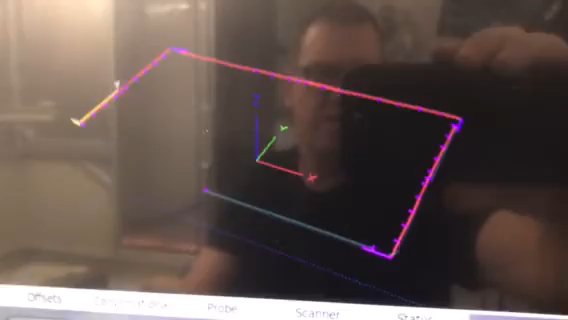 Z
Y
X
Offsets
Probe
Scanner
Status